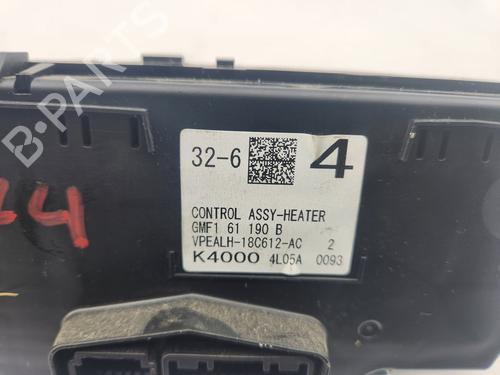 B-PARTS
32-6
4
CONTROL ASSY-HEATER
GMF1 61 190 B
VPEALH-18C612-AC 2
K4000 4L05A 0093